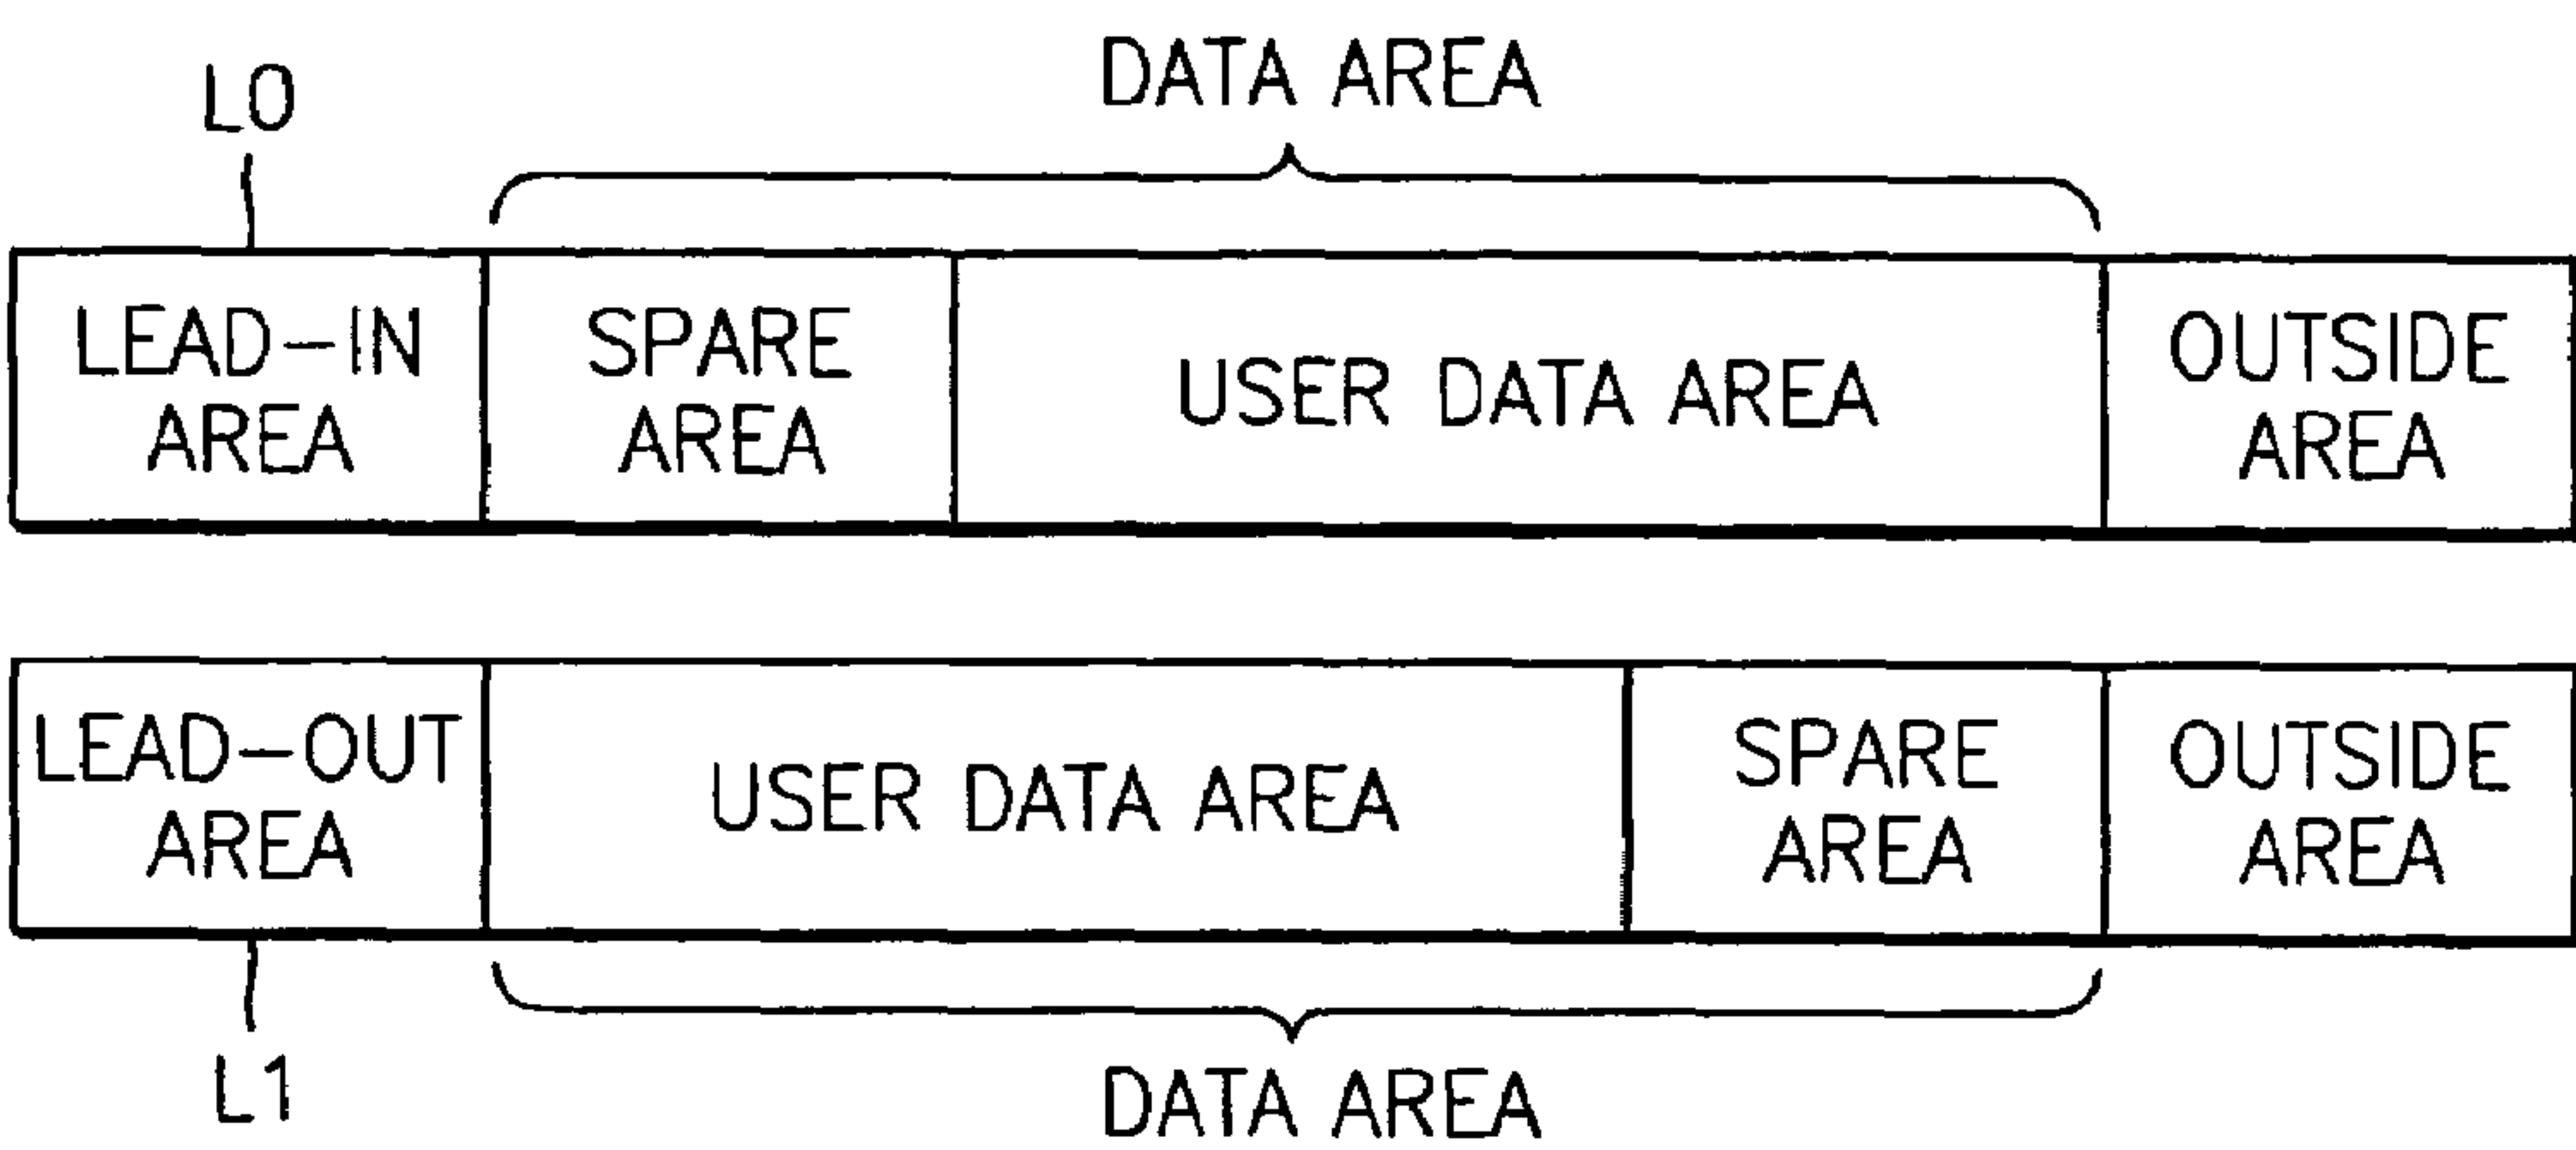 DATA AREA
L0
LEAD-IN
AREA
SPARE
AREA
USER DATA AREA
OUTSIDE
AREA
LEAD-OUT
AREA
USER DATA AREA
SPARE
AREA
OUTSIDE
AREA
L1
DATA AREA